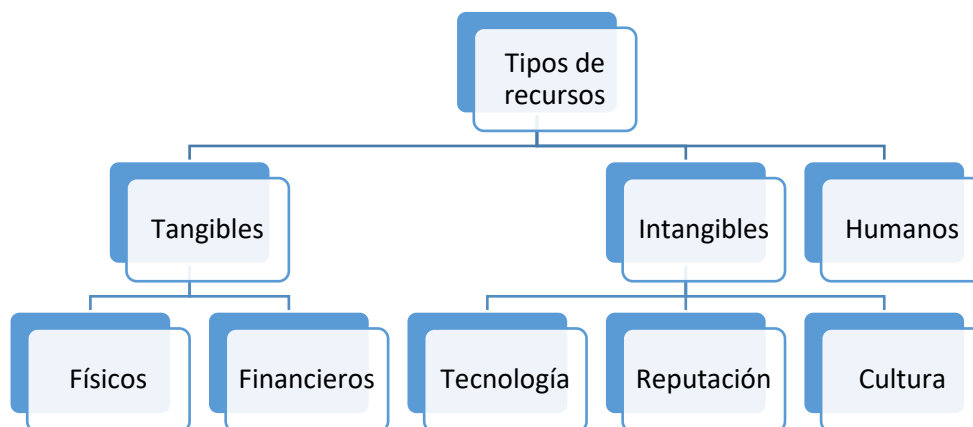 Tipos de
recursos
Tangibles
Intangibles
Humanos
Físicos
Financieros
Tecnología
Reputación
Cultura